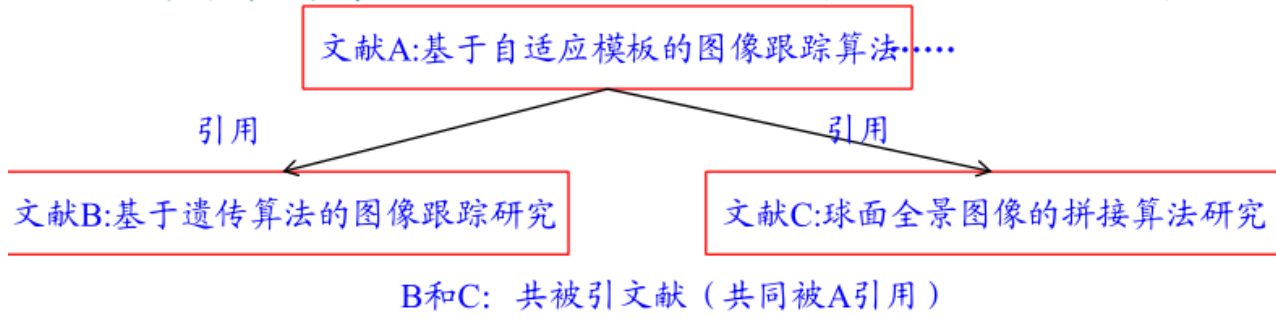 文献A:基于自适应模板的图像跟踪算法……
引用
引用
文献B:基于遗传算法的图像跟踪研究
文献C:球面全景图像的拼接算法研究
B和C: 共被引文献（共同被A引用）